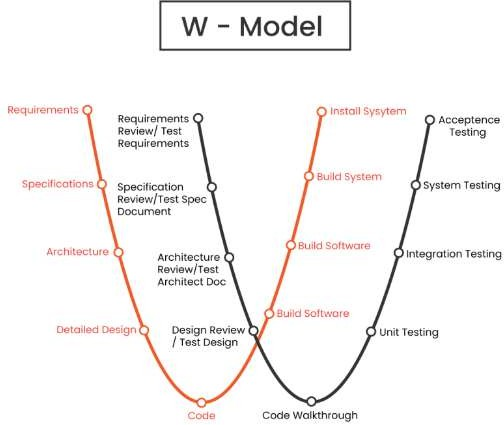 W - Model
Requirements
Requirements
Review/ Test
Requirements
Install Sysytem
Acceptence
Testing
Specifications
Specification
Review/Test Spec
Document
Build System
System Testing
Architecture
Architecture
Review/Test
Architect Doc
Build Software
Integration Testing
Detailed Design
Design Review
/ Test Design
Build Software
Unit Testing
Code
Code Walkthrough